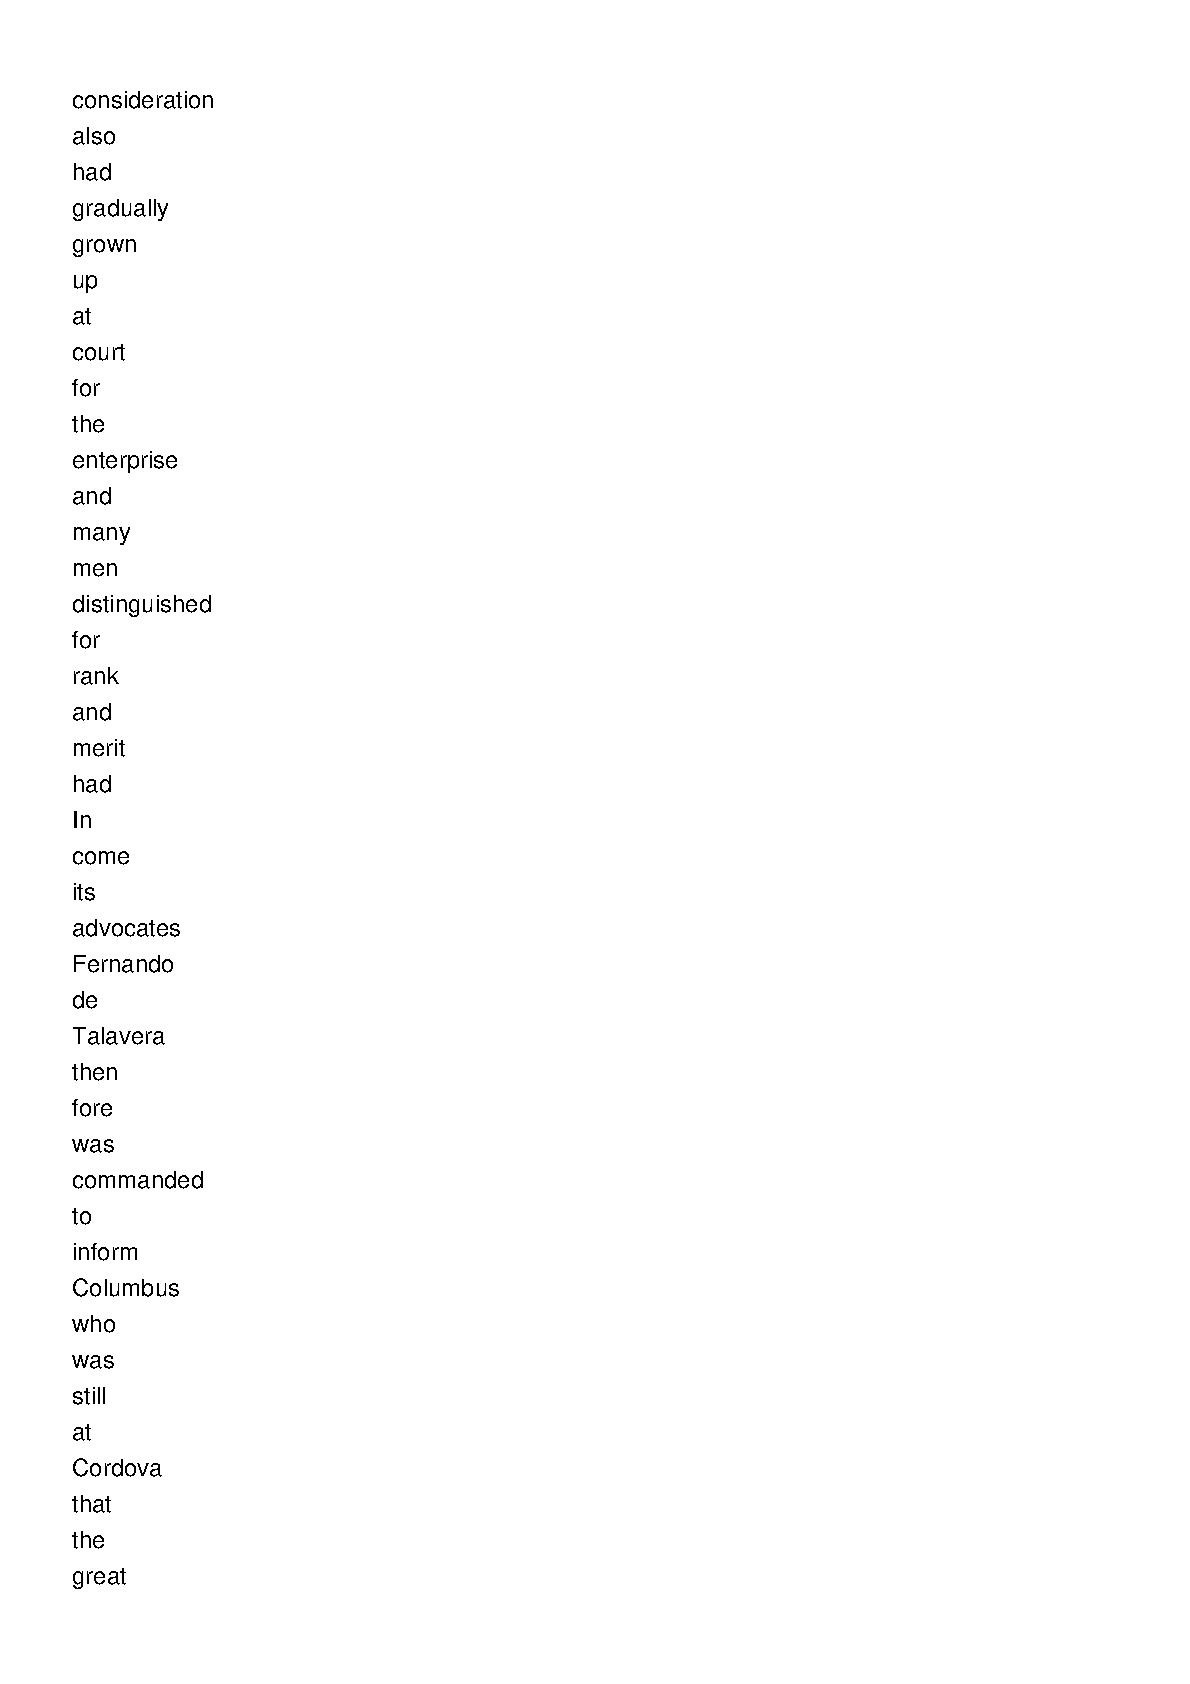 consideration
also
had
gradually
grown
up
at
court
for
the
enterprise
and
many
men
distinguished
for
rank
and
merit
had
In
come
its
advocates
Fernando
de
Talavera
then
fore
was
commanded
to
inform
Columbus
who
was
still
at
Cordova
that
the
great